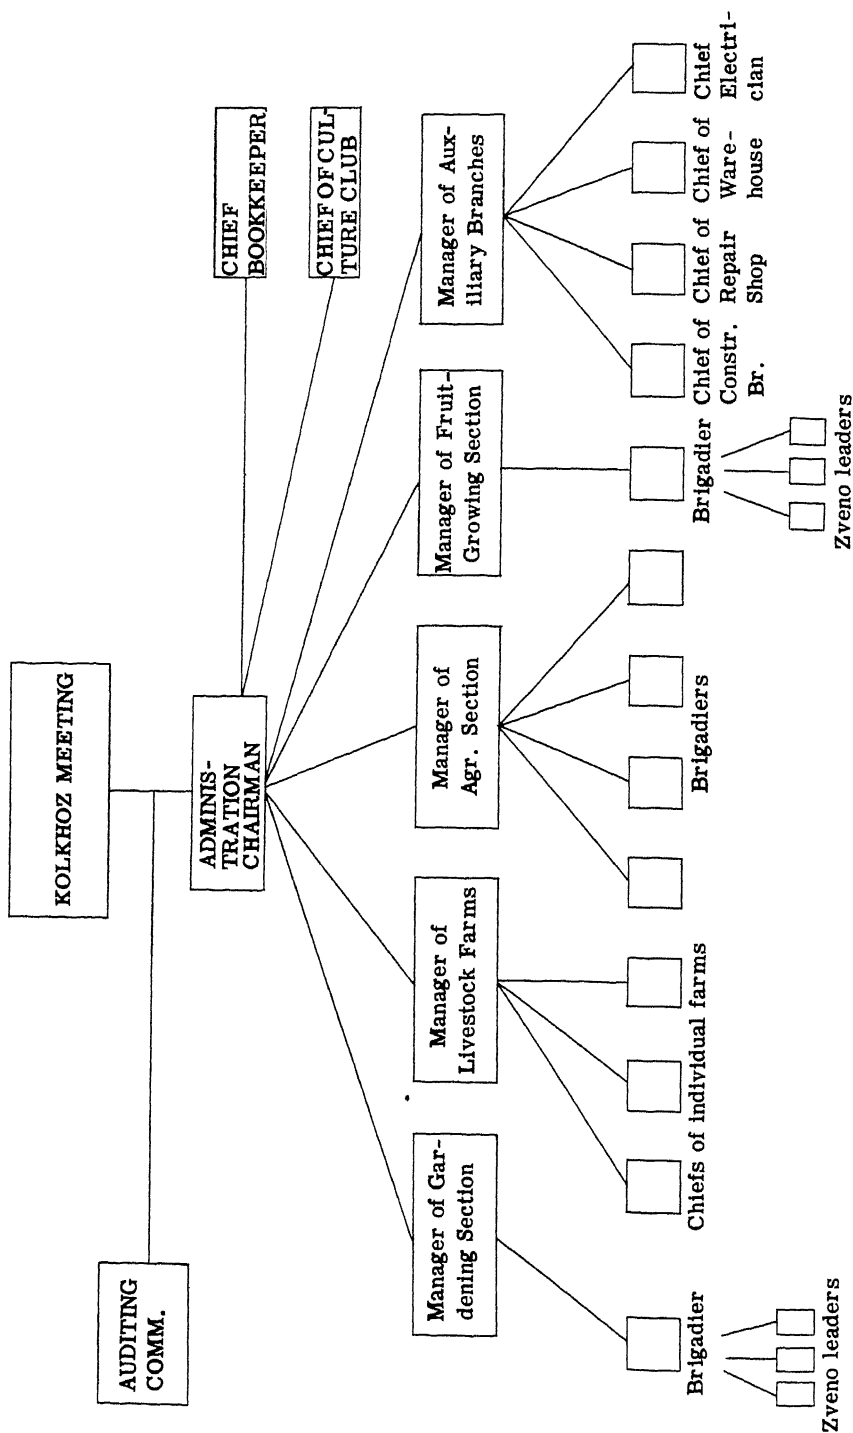 KOLKHOZ MEETING
AUDITING
COMM.
ADMINIS-
TRATION
CHAIRMAN
CHIEF
BOOKKEEPER
CHIEF OF CUL-
TURE CLUB
Manager of Gar-
dening Section
Manager of
Livestock Farms
Manager of
Agr. Section
Manager of Fruit-
Growing Section
Manager of Aux-
iliary Branches
Brigadier
Zveno leaders
Chiefs of individual farms
Brigadiers
Brigadier
Zveno leaders
Chief of
Constr.
Br.
Chief of
Repair
Shop
Chief of
Ware-
house
Chief
Electri-
cian